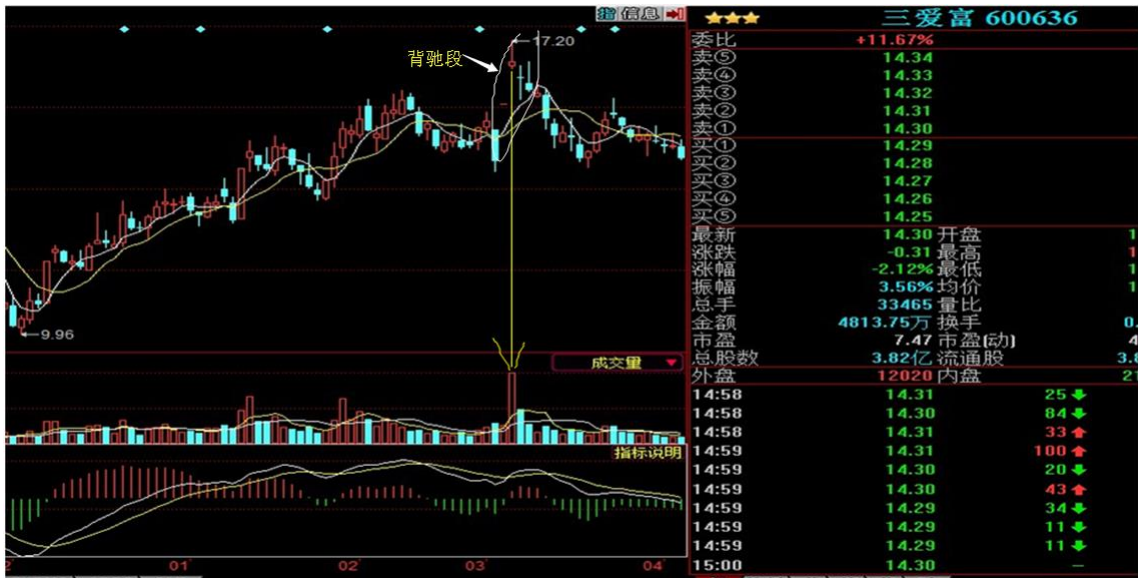 指 信息
17.20
背驰段
9.96
成交量
指标说明
01
02
03
04
三爱富 600636
委比 +11.67%
卖⑤ 14.34
卖④ 14.33
卖③ 14.32
卖② 14.31
卖① 14.30
买① 14.29
买② 14.28
买③ 14.27
买④ 14.26
买⑤ 14.25
最新 14.30 开盘 1
涨跌 -0.31 最高 1
涨幅 -2.12% 最低 1
振幅 3.56% 均价 1
总手 33465 量比
金额 4813.75万 换手 0.
市盈 7.47 市盈(动) 4
总股数 3.82亿 流通股 3.8
外盘 12020 内盘 21
14:58 14.31 25
14:58 14.30 84
14:58 14.31 33
14:59 14.31 100
14:59 14.30 20
14:59 14.30 43
14:59 14.29 34
14:59 14.29 11
14:59 14.29 11
15:00 14.30 –